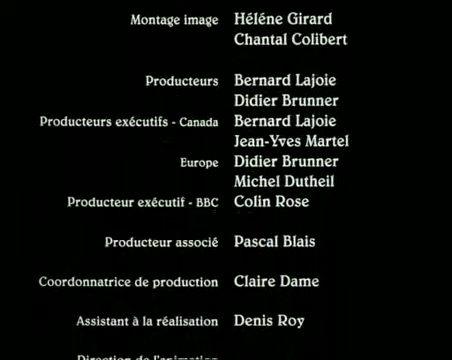 Montage image Héléne Girard
Chantal Colibert
Producteurs Bernard Lajoie
Didier Brunner
Producteurs exécutifs - Canada Bernard Lajoie
Jean-Yves Martel
Europe Didier Brunner
Michel Dutheil
Producteur exécutif - BBC Colin Rose
Producteur associé Pascal Blais
Coordonnatrice de production Claire Dame
Assistant à la réalisation Denis Roy
Direction de l'animation